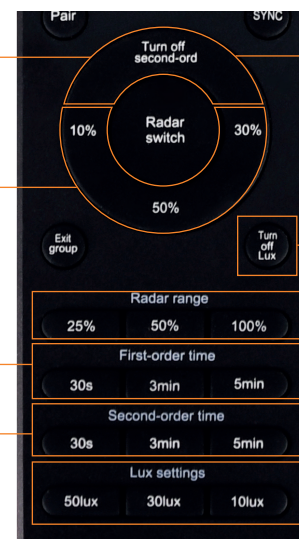 Pair SYNC
Turn off
second-ord
10% Radar
switch 30%
50%
Exit
group
Turn
off
Lux
Radar range
25% 50% 100%
First-order time
30s 3min 5min
Second-order time
30s 3min 5min
Lux settings
50lux 30lux 10lux